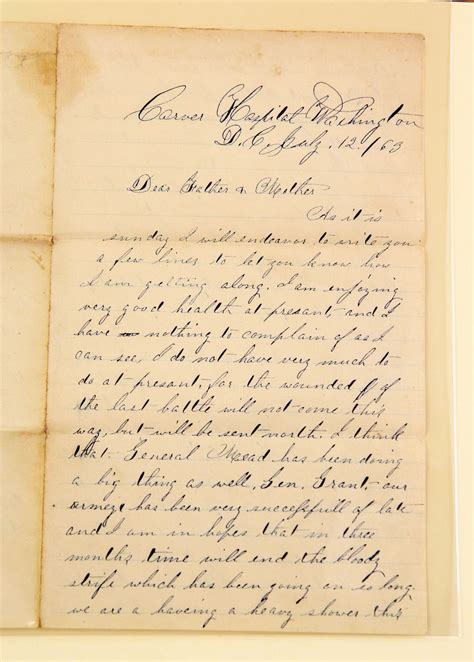 Carver Hospital Washington
D.C. July. 12./63
Dear Father & Mother
As it is
sunday I will endeavor to write you
a few lines to let you know how
I am getting along. I am enjoying
very good health at present, and I
have nothing to complain of as I
can see, I do not have very much to
do at present, for the wounded of
the last battle will not come this
way, but will be sent north. I think
that General Mead has been doing
a big thing as well, Gen. Grant, our
armey has been very successfull of late
and I am in hopes that in three
months time will end the bloody
strife which has been going on so long.
we are a haveing a heavy shower this